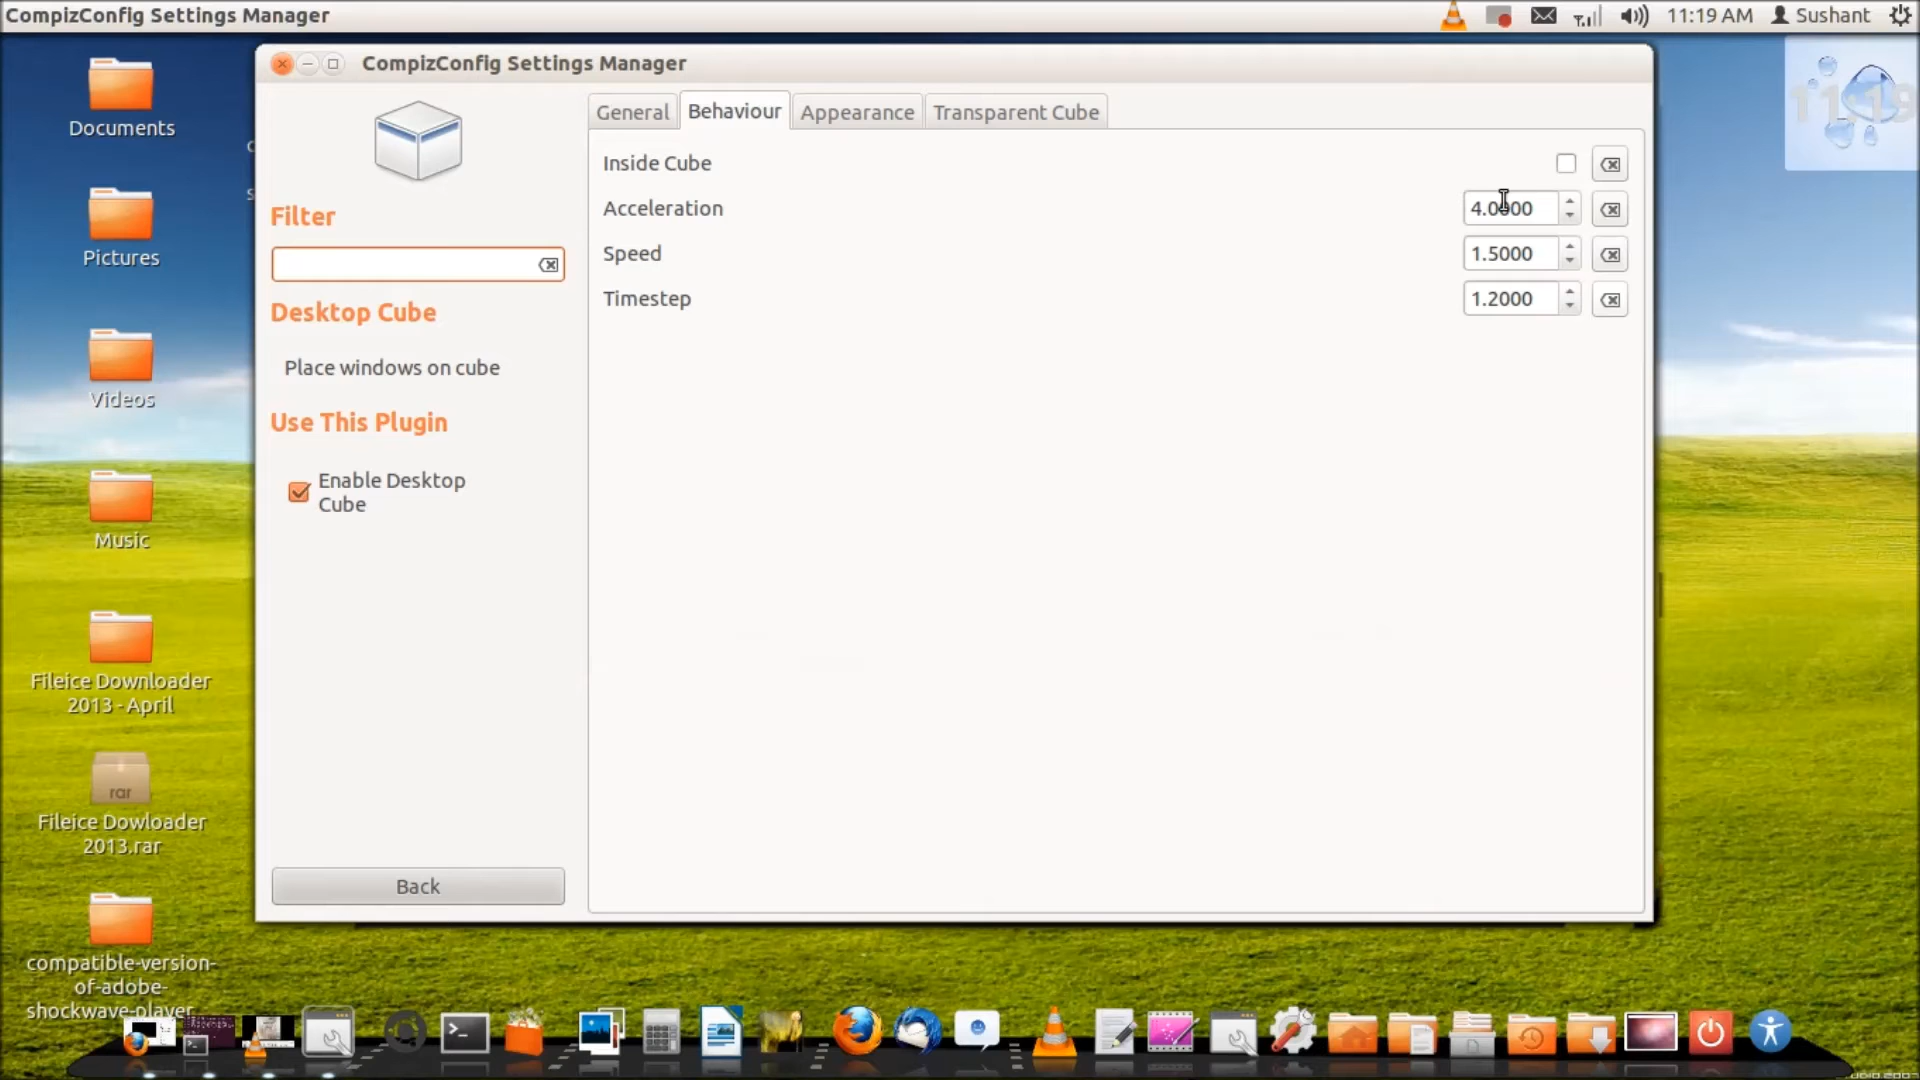 CompizConfig Settings Manager
11:19 AM Sushant
CompizConfig Settings Manager
11:19
Documents
Pictures
Videos
Music
Fileice Downloader
2013 - April
rar
Fileice Dowloader
2013.rar
compatible-version-
of-adobe-
shockwave-player
Filter
Desktop Cube
Place windows on cube
Use This Plugin
Enable Desktop
Cube
Back
General Behaviour Appearance Transparent Cube
Inside Cube
Acceleration 4.0000
Speed 1.5000
Timestep 1.2000